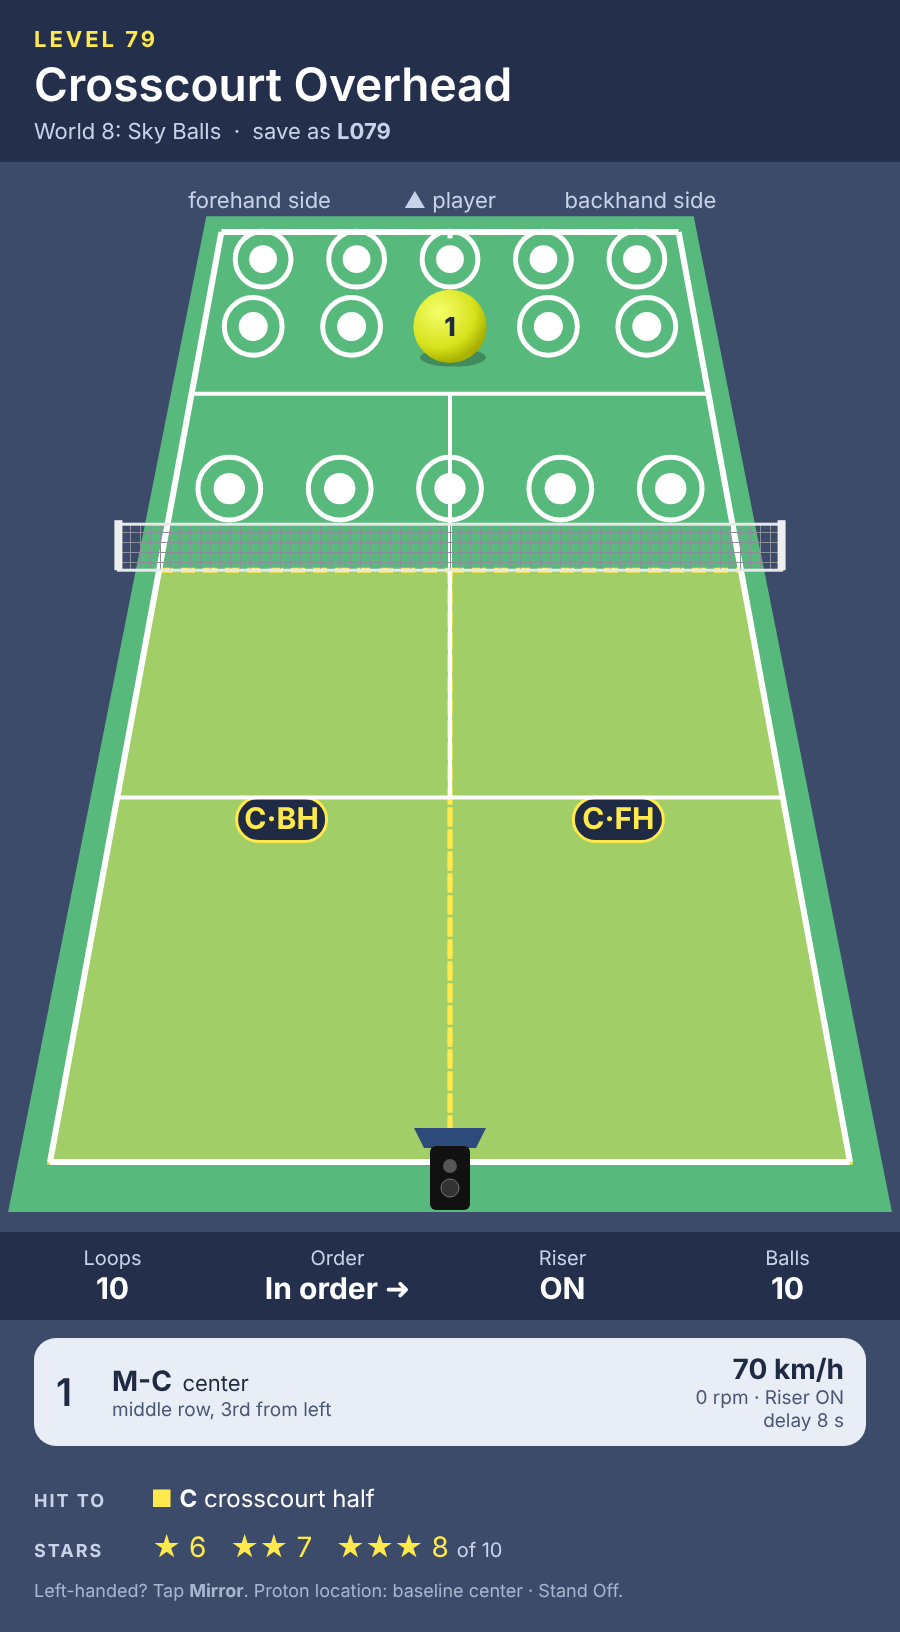 LEVEL 79
Crosscourt Overhead
World 8: Sky Balls · save as L079
forehand side ▲ player backhand side
1
C·BH C·FH
Loops Order Riser Balls
10 In order ➔ ON 10
1 M-C center 70 km/h
middle row, 3rd from left 0 rpm · Riser ON
delay 8 s
HIT TO ■ C crosscourt half
STARS ★ 6 ★★ 7 ★★★ 8 of 10
Left-handed? Tap Mirror. Proton location: baseline center · Stand Off.